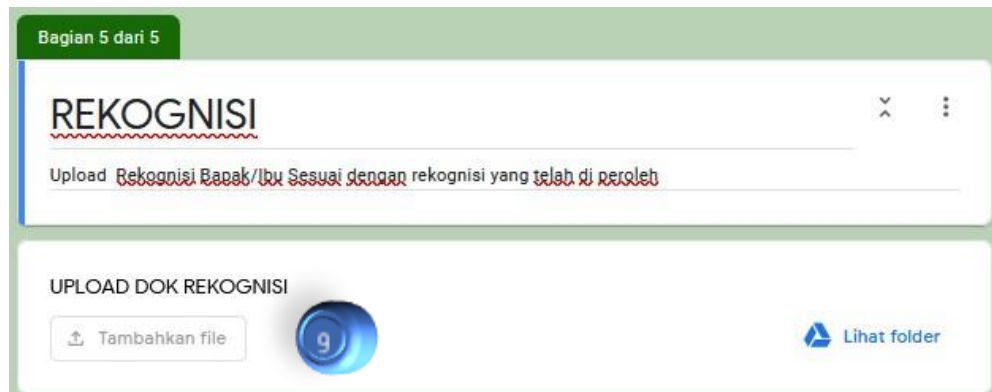 Bagian 5 dari 5
REKOGNISI
Upload Rekognisi Bapak/Ibu Sesuai dengan rekognisi yang telah di peroleh
UPLOAD DOK REKOGNISI
Tambahkan file
9
Lihat folder